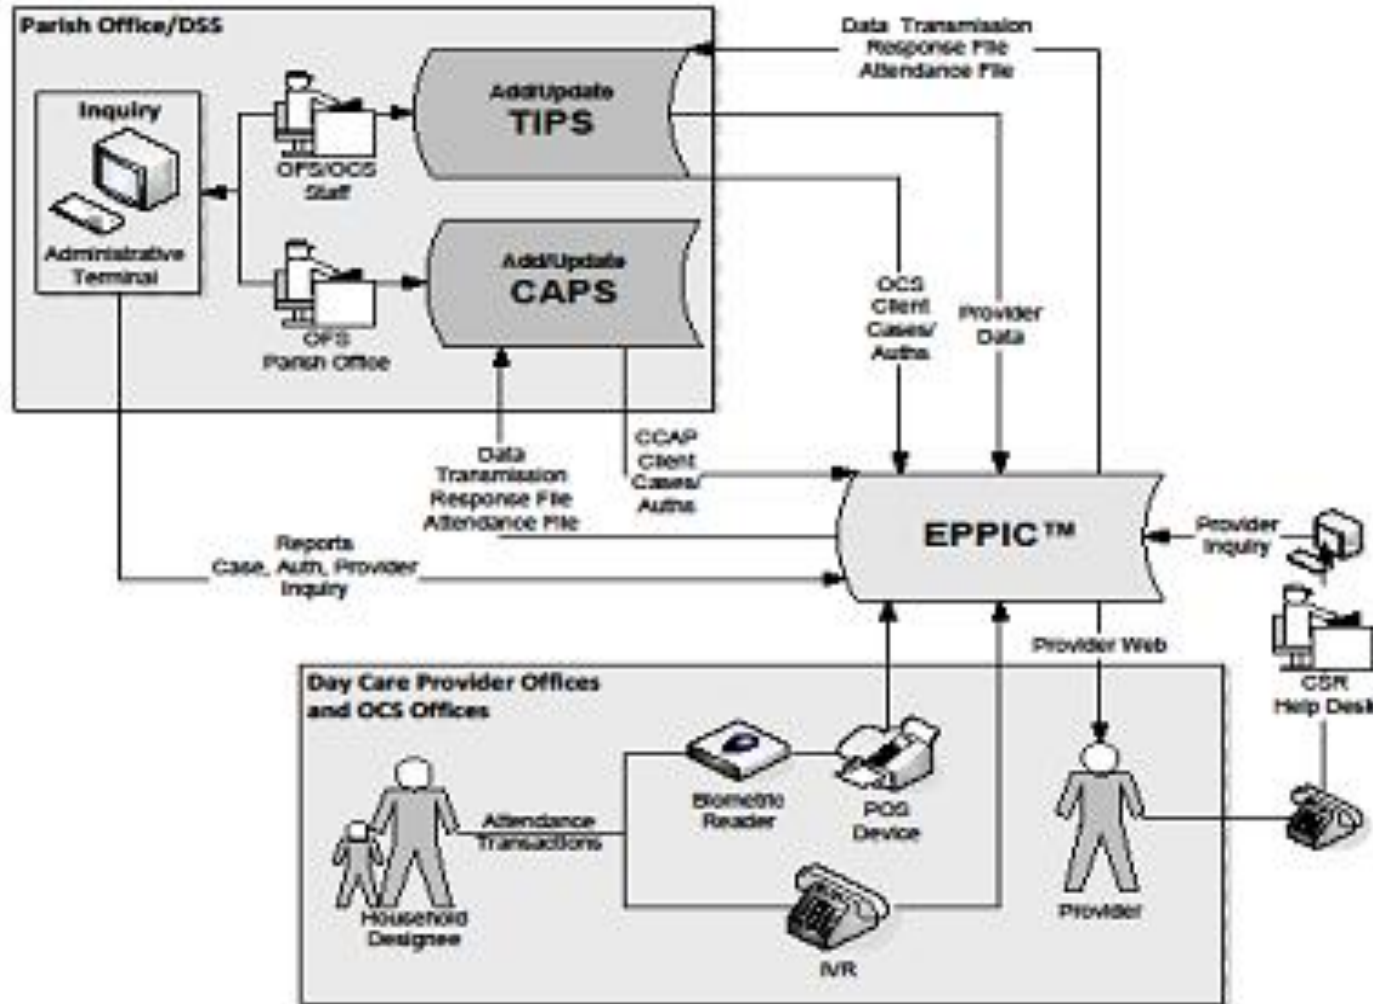 Parish Office/DSS
Inquiry
Administrative
Terminal
OFS/OCS
Staff
OFS
Parish Office
Add/Update
TIPS
Add/Update
CAPS
Data Transmission
Response File
Attendance File
OCS
Client
Cases/
Auths
Provider
Data
Data
Transmission
Response File
Attendance File
CCAP
Client
Cases/
Auths
Reports
Case, Auth, Provider
Inquiry
EPPIC™
Provider
Inquiry
CSR
Help Desk
Provider Web
Day Care Provider Offices
and OCS Offices
Household
Designee
Attendance
Transactions
Biometric
Reader
POS
Device
IVR
Provider